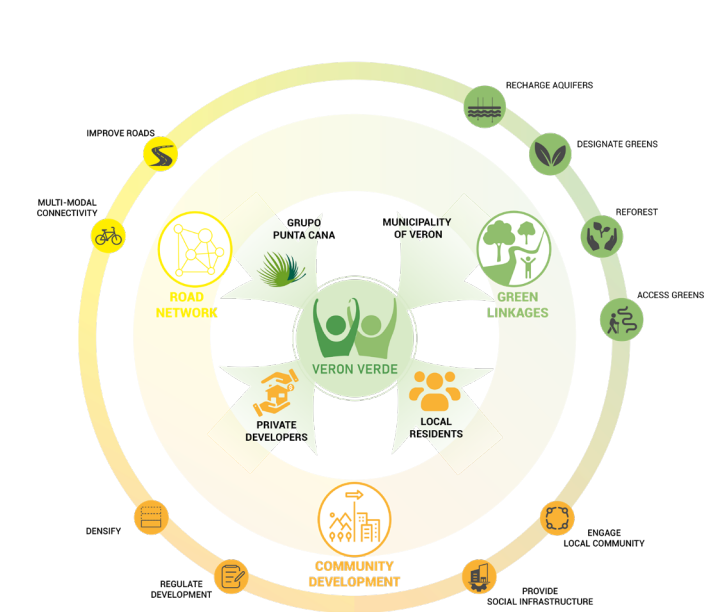 RECHARGE AQUIFERS
IMPROVE ROADS
DESIGNATE GREENS
MULTI-MODAL
CONNECTIVITY
REFOREST
GRUPO
PUNTA CANA
MUNICIPALITY
OF VERON
ROAD
NETWORK
GREEN
LINKAGES
ACCESS GREENS
VERON VERDE
PRIVATE
DEVELOPERS
LOCAL
RESIDENTS
DENSIFY
ENGAGE
LOCAL COMMUNITY
COMMUNITY
DEVELOPMENT
REGULATE
DEVELOPMENT
PROVIDE
SOCIAL INFRASTRUCTURE